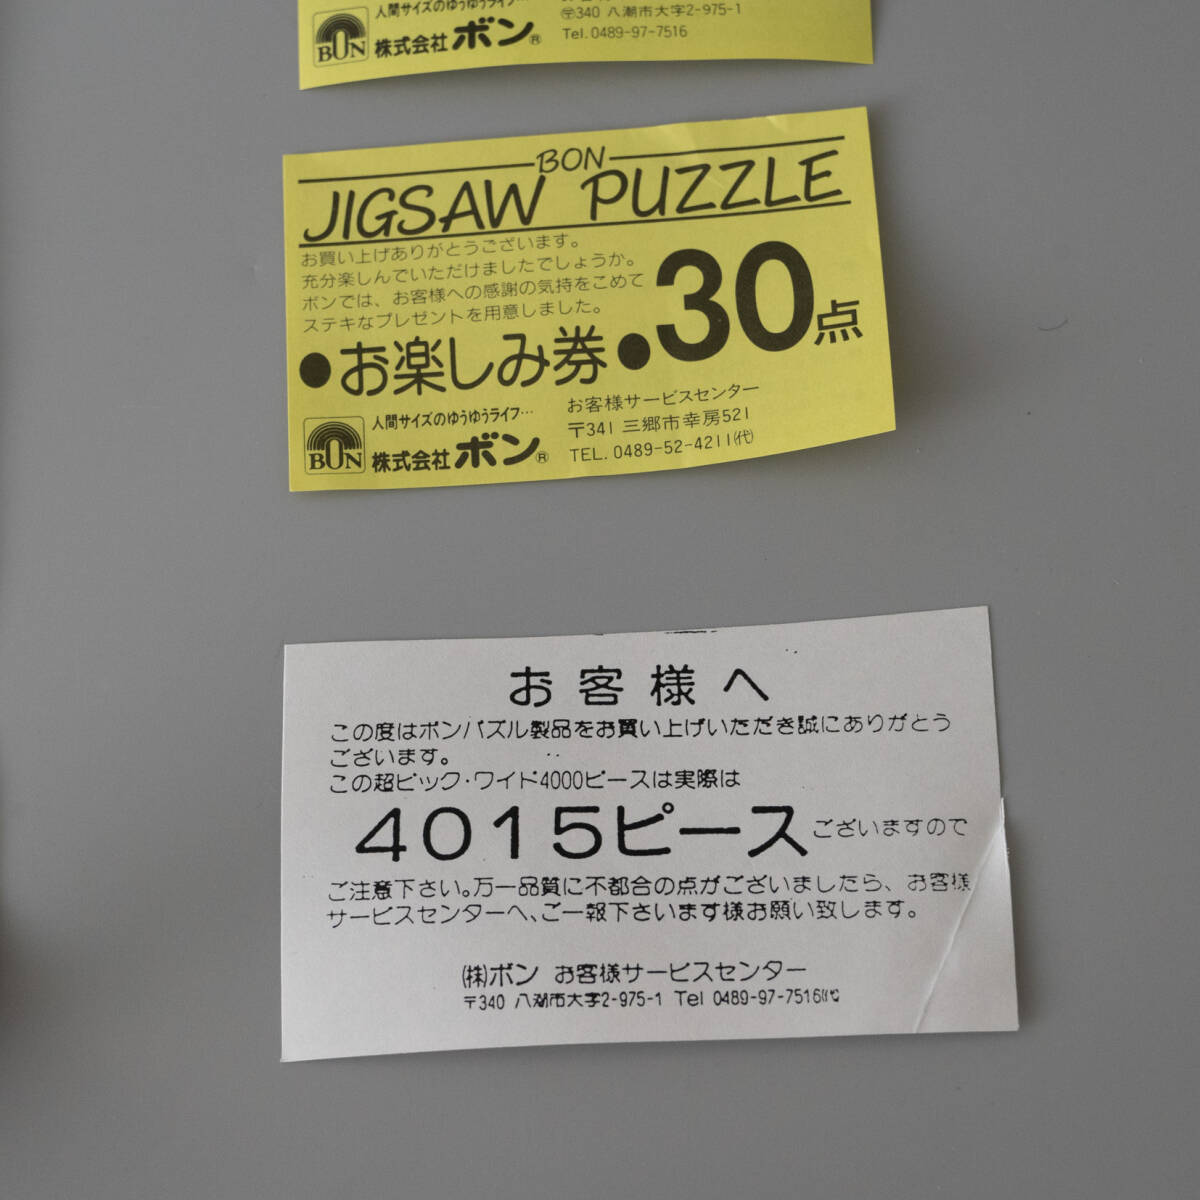 人間サイズのゆうゆうライフ…
BON 株式会社ボン®
〶340 八潮市大字2-975-1
Tel.0489-97-7516
BON
JIGSAW PUZZLE
お買い上げありがとうございます。
充分楽しんでいただけましたでしょうか。
ボンでは、お客様への感謝の気持をこめて
ステキなプレゼントを用意しました。
●お楽しみ券●30点
人間サイズのゆうゆうライフ…
BON 株式会社ボン®
お客様サービスセンター
〒341 三郷市幸房521
TEL. 0489-52-4211㈹
お客様へ
この度はボンパズル製品をお買い上げいただき誠にありがとう
ございます。
この超ビック・ワイド4000ピースは実際は
4015ピースございますので
ご注意下さい。万一品質に不都合の点がございましたら、お客様
サービスセンターへ、ご一報下さいます様お願い致します。
㈱ボン お客様サービスセンター
〒340 八潮市大字2-975-1 Tel 0489-97-7516㈹